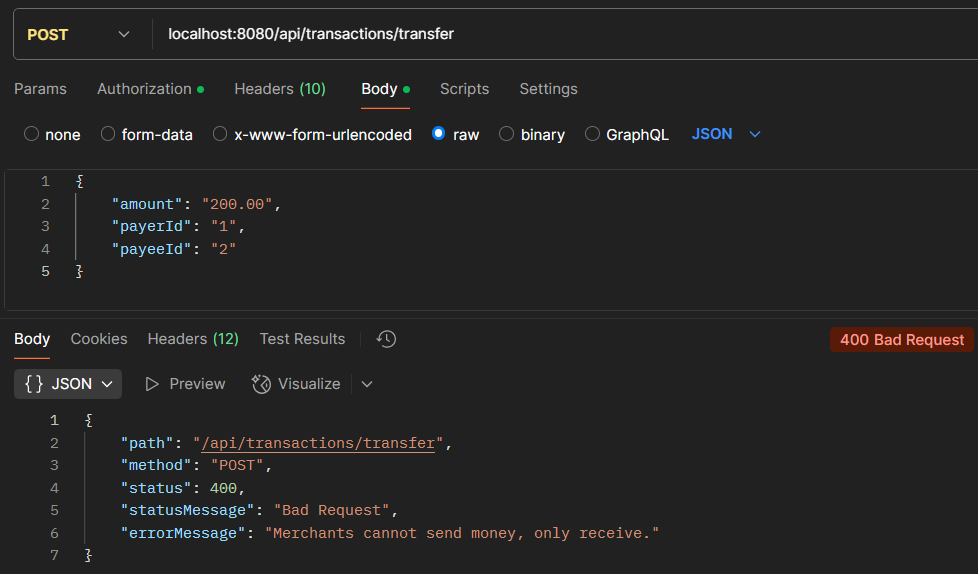 POST localhost:8080/api/transactions/transfer
Params Authorization Headers (10) Body Scripts Settings
none form-data x-www-form-urlencoded raw binary GraphQL JSON
1 {
2 "amount": "200.00",
3 "payerId": "1",
4 "payeeId": "2"
5 }
Body Cookies Headers (12) Test Results 400 Bad Request
{} JSON Preview Visualize
1 {
2 "path": "/api/transactions/transfer",
3 "method": "POST",
4 "status": 400,
5 "statusMessage": "Bad Request",
6 "errorMessage": "Merchants cannot send money, only receive."
7 }